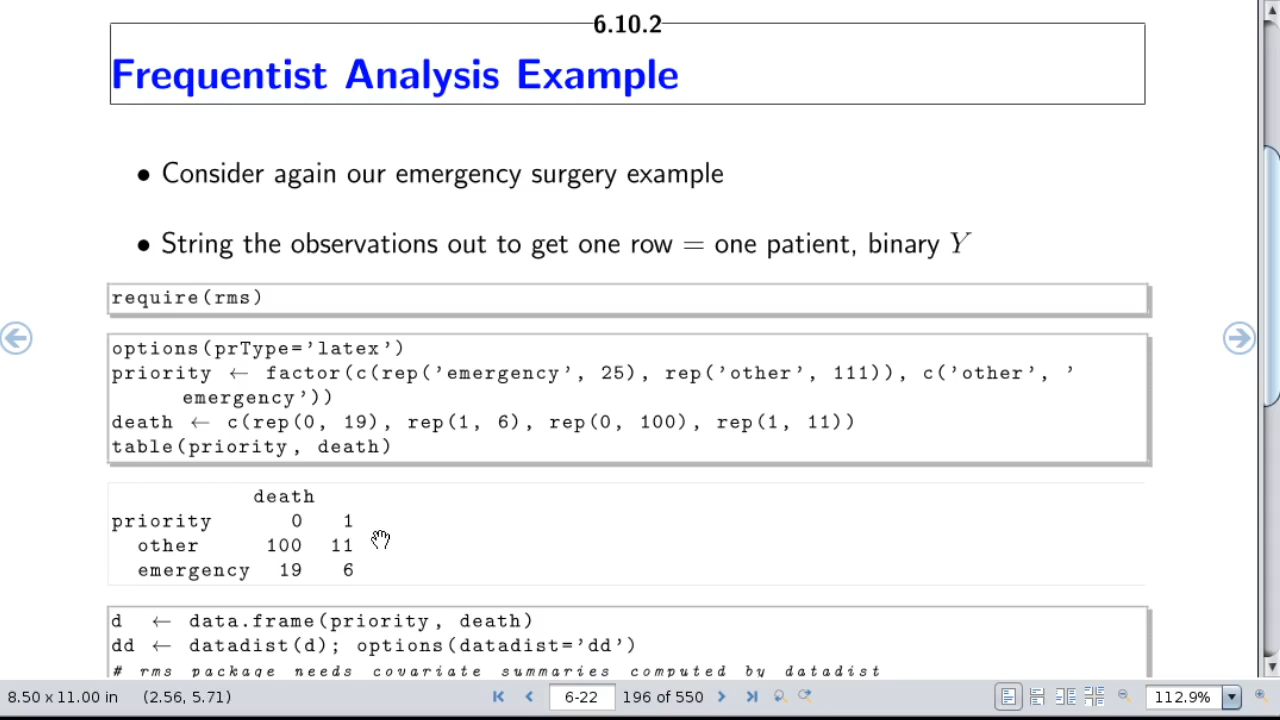 6.10.2
Frequentist Analysis Example
• Consider again our emergency surgery example
• String the observations out to get one row = one patient, binary Y
require(rms)
options(prType='latex')
priority ← factor(c(rep('emergency', 25), rep('other', 111)), c('other', '
emergency'))
death ← c(rep(0, 19), rep(1, 6), rep(0, 100), rep(1, 11))
table(priority, death)
death
priority 0 1
other 100 11
emergency 19 6
d ← data.frame(priority, death)
dd ← datadist(d); options(datadist='dd')
# rms package needs covariate summaries computed by datadist
8.50 x 11.00 in (2.56, 5.71) 6-22 196 of 550 112.9%